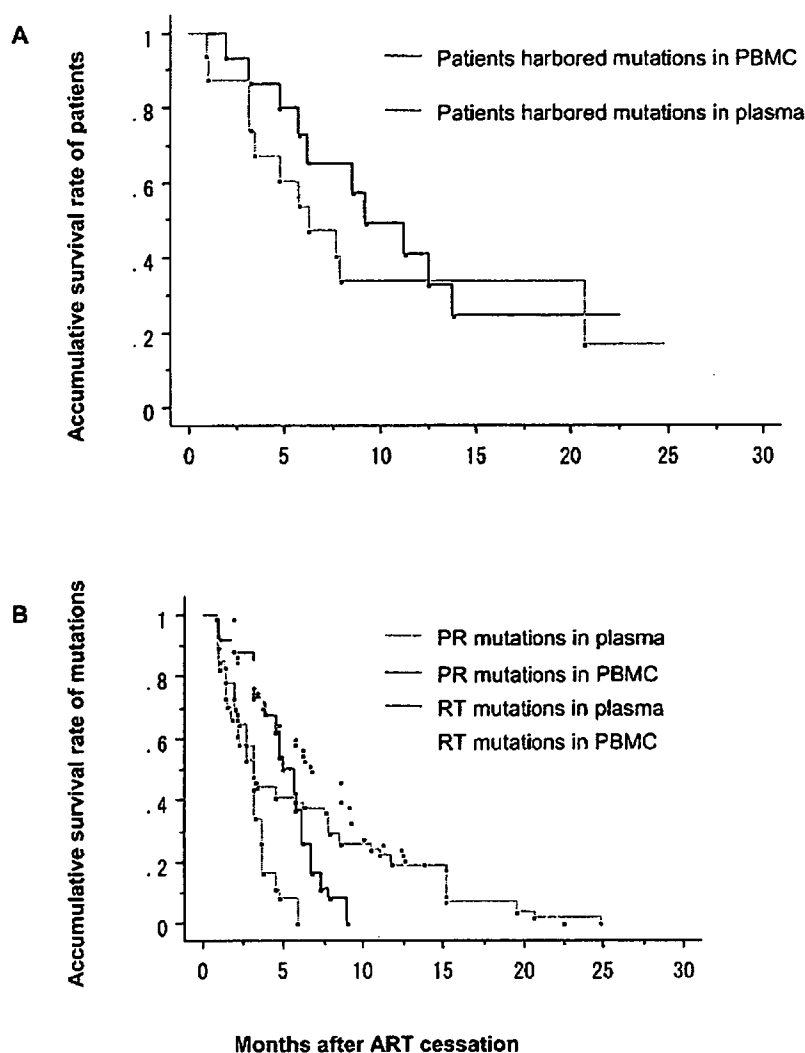 A
Accumulative survival rate of patients
1
.8
.6
.4
.2
0
0 5 10 15 20 25 30
Patients harbored mutations in PBMC
Patients harbored mutations in plasma
B
Accumulative survival rate of mutations
1
.8
.6
.4
.2
0
0 5 10 15 20 25 30
PR mutations in plasma
PR mutations in PBMC
RT mutations in plasma
RT mutations in PBMC
Months after ART cessation